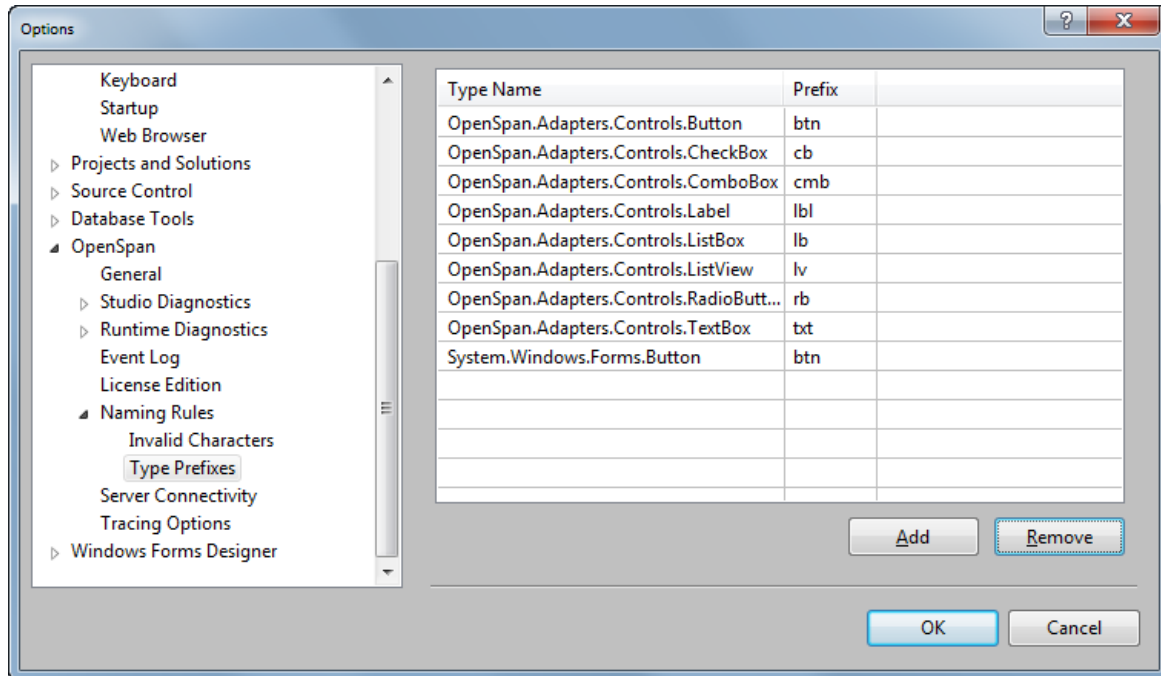 Options
Keyboard
Startup
Web Browser
Projects and Solutions
Source Control
Database Tools
OpenSpan
General
Studio Diagnostics
Runtime Diagnostics
Event Log
License Edition
Naming Rules
Invalid Characters
Type Prefixes
Server Connectivity
Tracing Options
Windows Forms Designer
Type Name Prefix
OpenSpan.Adapters.Controls.Button btn
OpenSpan.Adapters.Controls.CheckBox cb
OpenSpan.Adapters.Controls.ComboBox cmb
OpenSpan.Adapters.Controls.Label lbl
OpenSpan.Adapters.Controls.ListBox lb
OpenSpan.Adapters.Controls.ListView lv
OpenSpan.Adapters.Controls.RadioButt... rb
OpenSpan.Adapters.Controls.TextBox txt
System.Windows.Forms.Button btn
Add Remove
OK Cancel